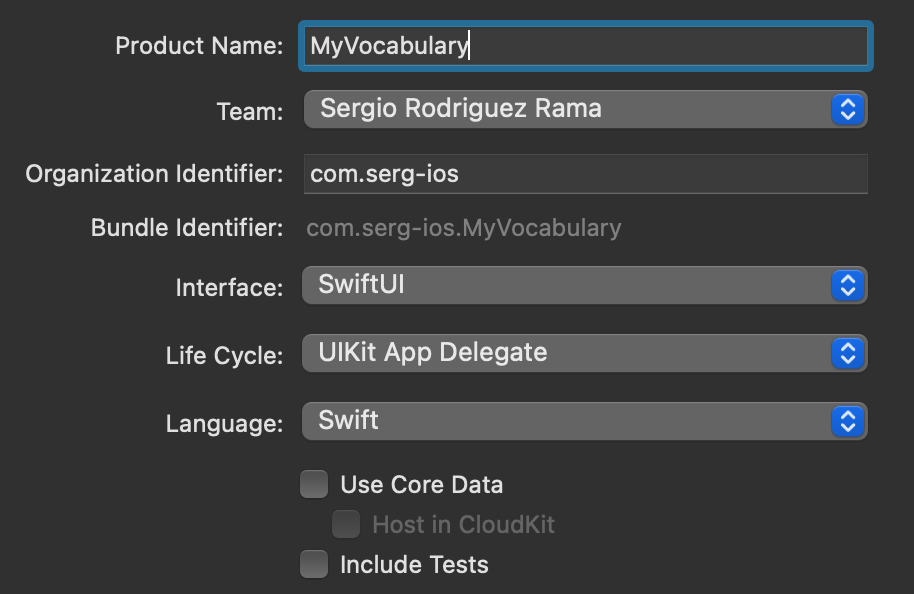 Product Name: MyVocabulary
Team: Sergio Rodriguez Rama
Organization Identifier: com.serg-ios
Bundle Identifier: com.serg-ios.MyVocabulary
Interface: SwiftUI
Life Cycle: UIKit App Delegate
Language: Swift
Use Core Data
Host in CloudKit
Include Tests